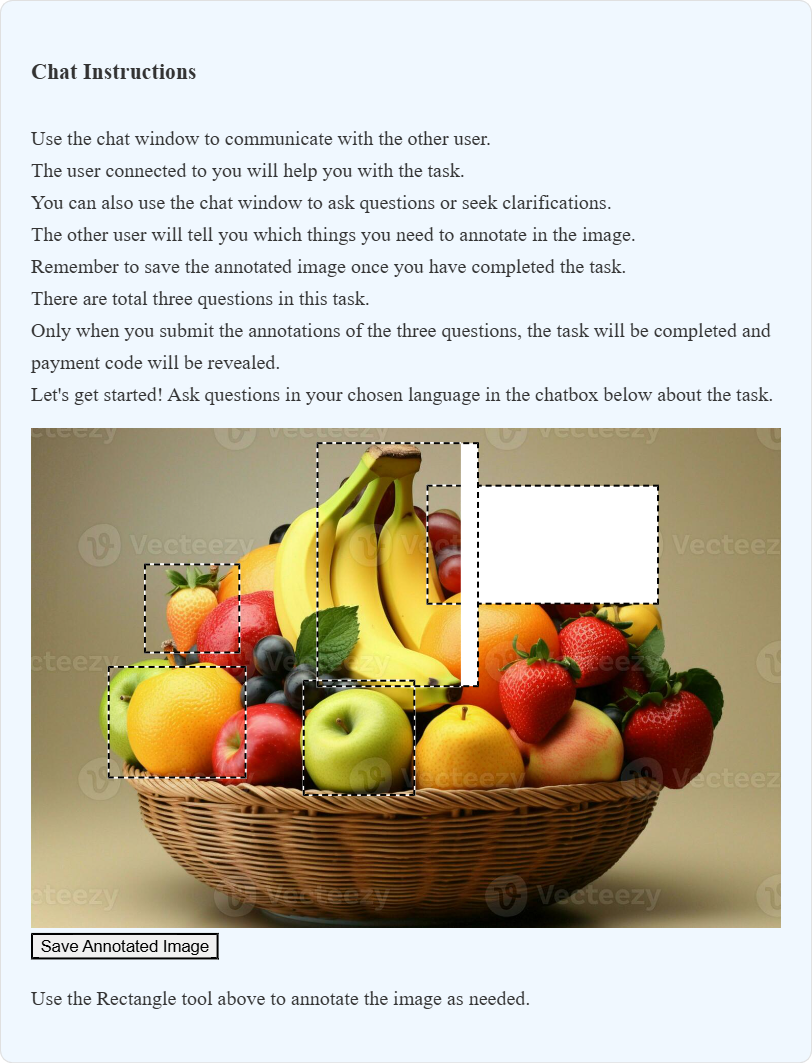 Chat Instructions
Use the chat window to communicate with the other user.
The user connected to you will help you with the task.
You can also use the chat window to ask questions or seek clarifications.
The other user will tell you which things you need to annotate in the image.
Remember to save the annotated image once you have completed the task.
There are total three questions in this task.
Only when you submit the annotations of the three questions, the task will be completed and
payment code will be revealed.
Let's get started! Ask questions in your chosen language in the chatbox below about the task.
cteezy Vecteezy Vecteezy
Vecteezy Vecteezy Vecteez
cteezy
Vecteezy Vecteez
cteezy Vecteezy Vecteezy
Save Annotated Image
Use the Rectangle tool above to annotate the image as needed.